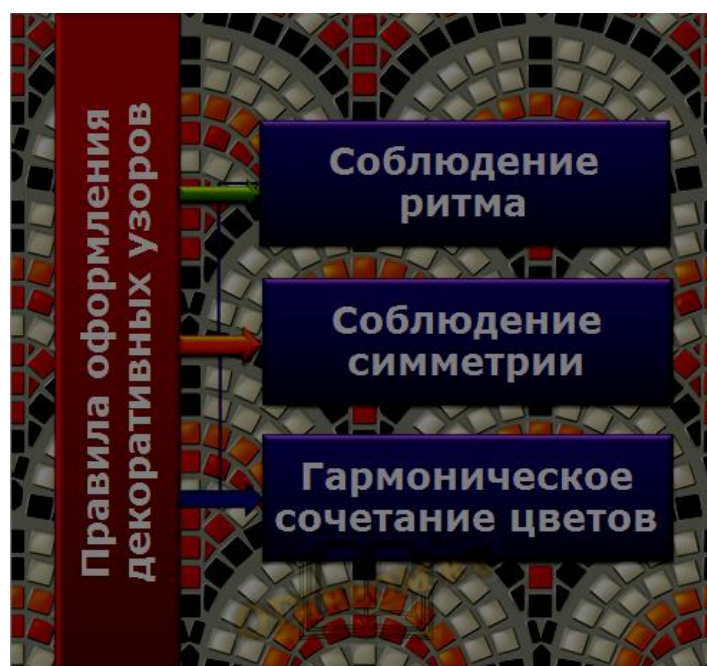 Правила оформления
декоративных узоров
Соблюдение
ритма
Соблюдение
симметрии
Гармоническое
сочетание цветов